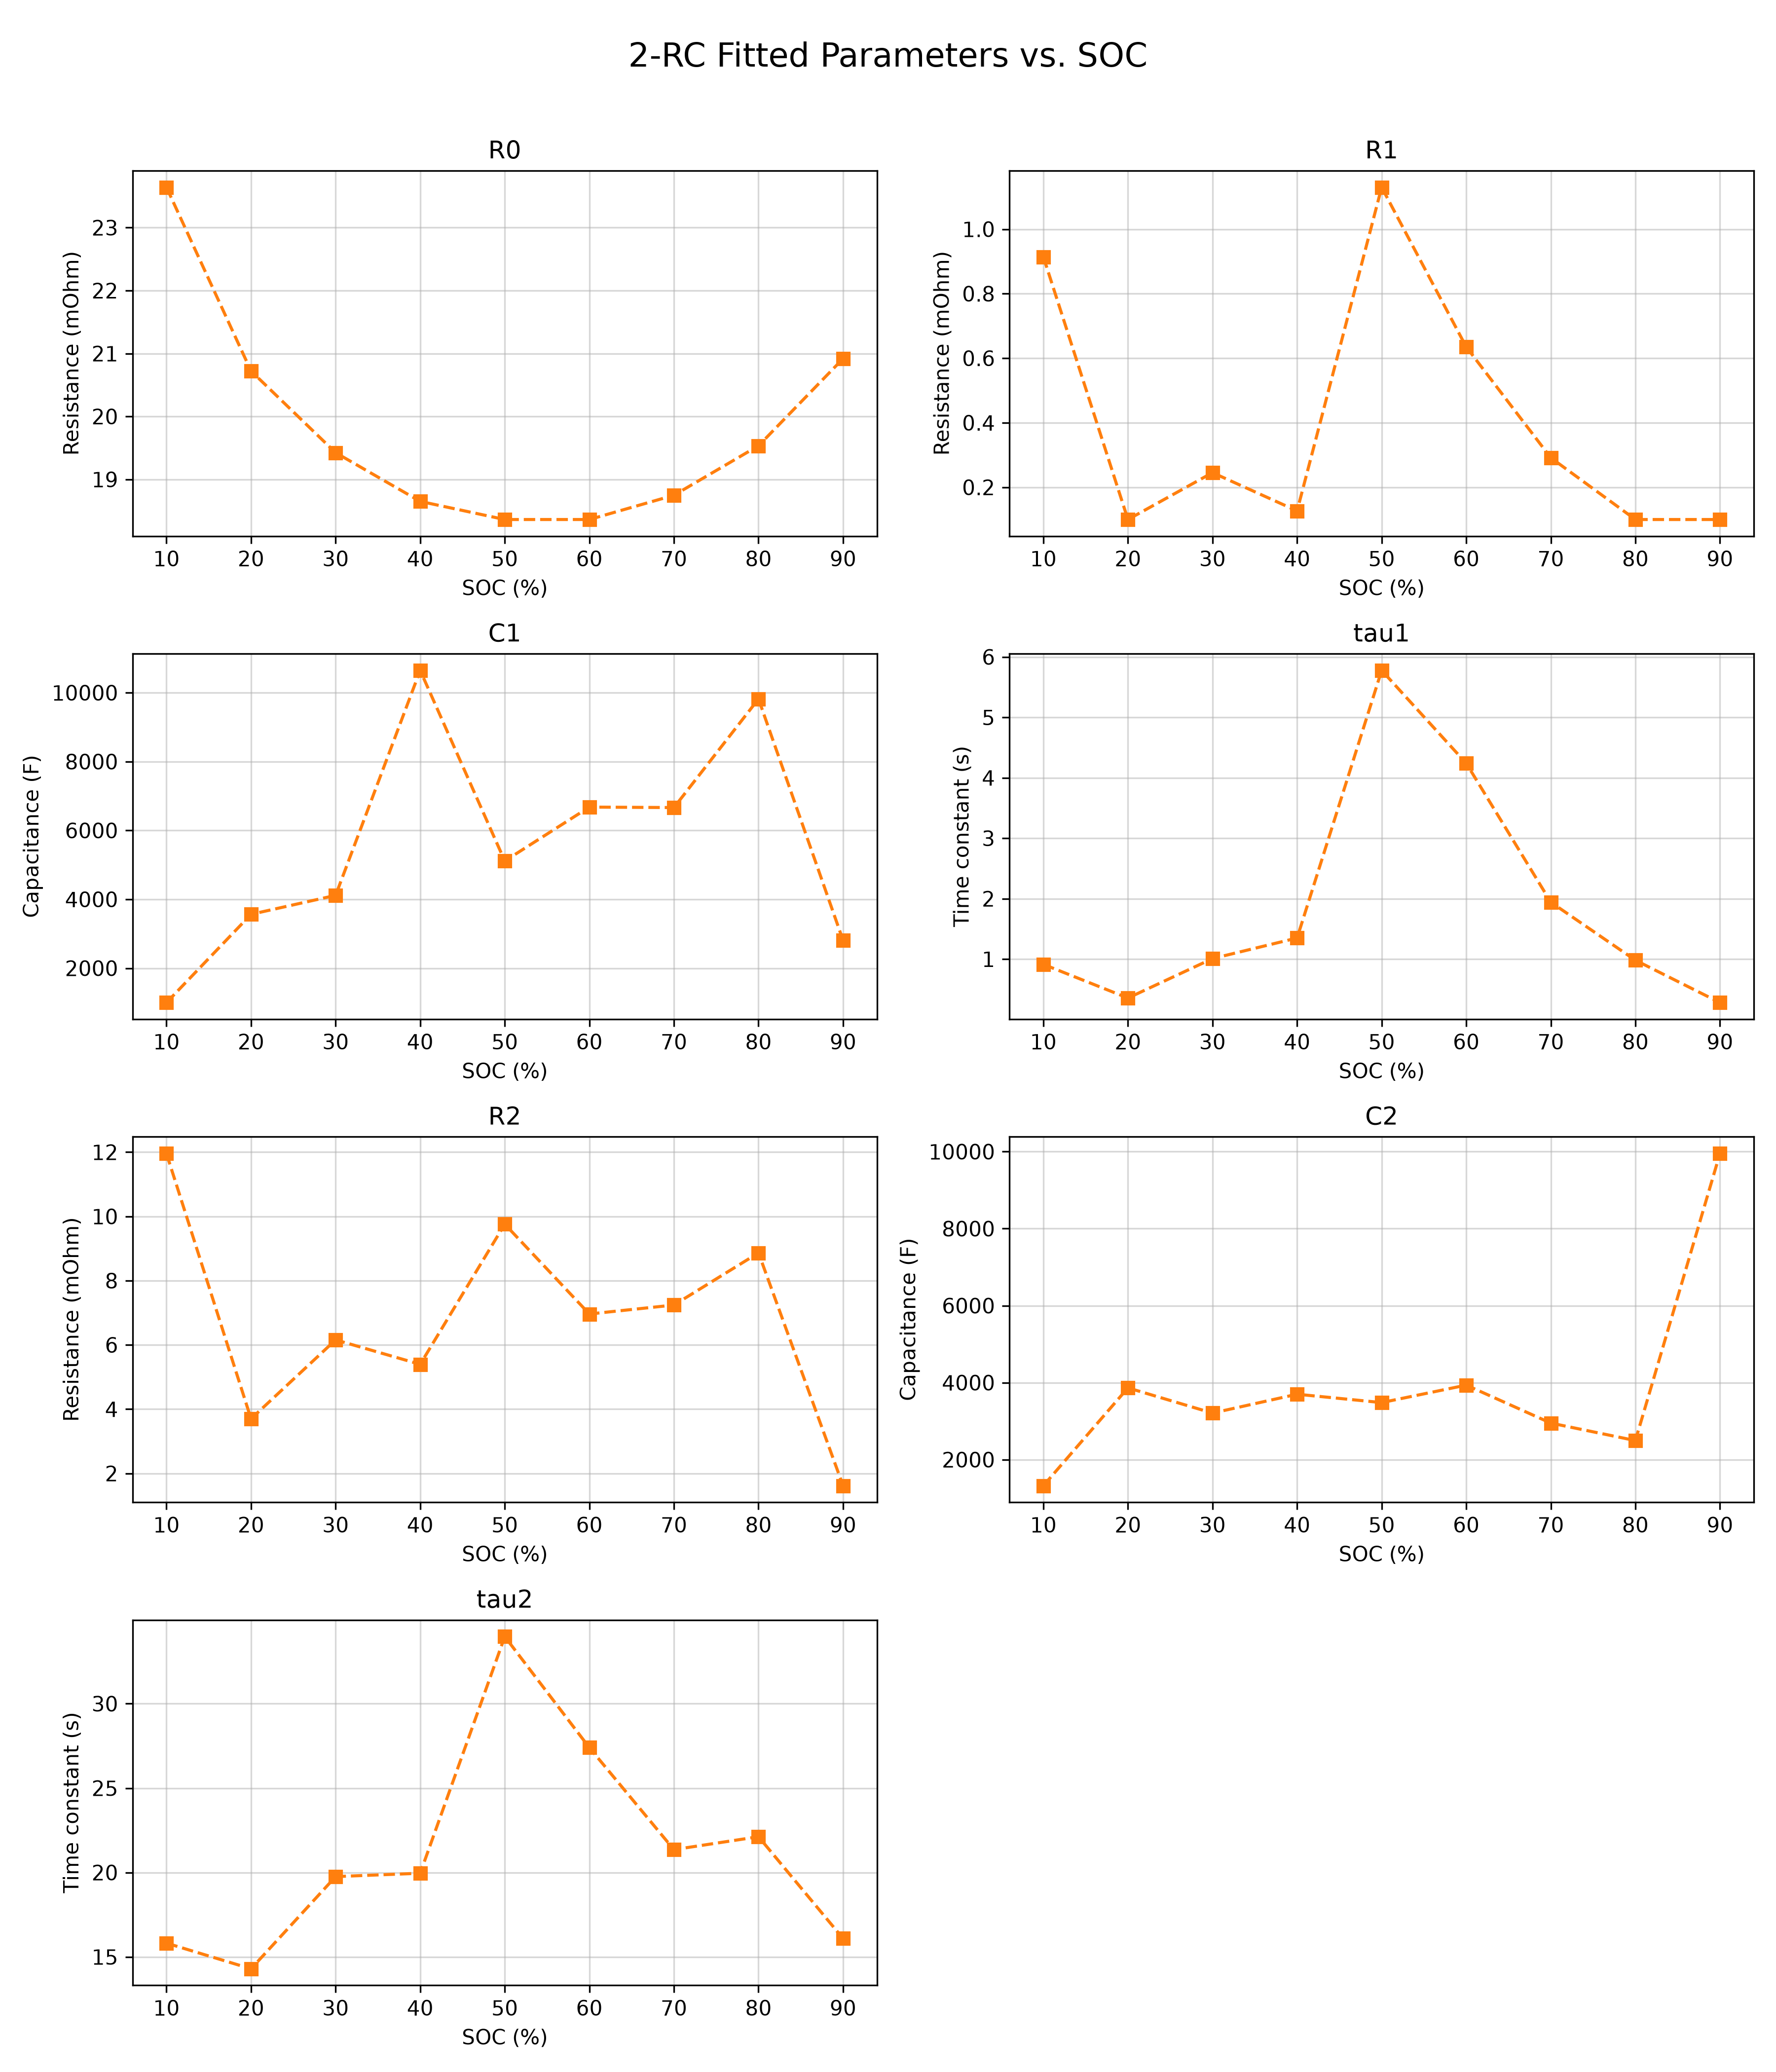 2-RC Fitted Parameters vs. SOC
R0
Resistance (mOhm)
23
22
21
20
19
10 20 30 40 50 60 70 80 90
SOC (%)
R1
Resistance (mOhm)
1.0
0.8
0.6
0.4
0.2
10 20 30 40 50 60 70 80 90
SOC (%)
C1
Capacitance (F)
10000
8000
6000
4000
2000
10 20 30 40 50 60 70 80 90
SOC (%)
tau1
Time constant (s)
6
5
4
3
2
1
10 20 30 40 50 60 70 80 90
SOC (%)
R2
Resistance (mOhm)
12
10
8
6
4
2
10 20 30 40 50 60 70 80 90
SOC (%)
C2
Capacitance (F)
10000
8000
6000
4000
2000
10 20 30 40 50 60 70 80 90
SOC (%)
tau2
Time constant (s)
30
25
20
15
10 20 30 40 50 60 70 80 90
SOC (%)